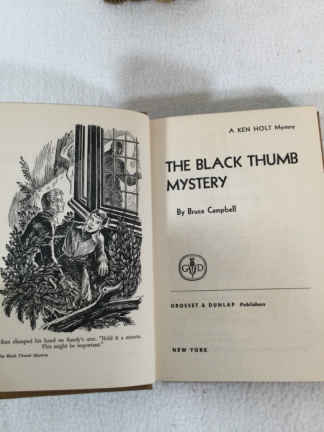 Ken clamped his hand on Sandy's arm. "Hold it a minute.
This might be important."
The Black Thumb Mystery
A KEN HOLT Mystery
THE BLACK THUMB
MYSTERY
By Bruce Campbell
G D
GROSSET & DUNLAP Publishers
NEW YORK